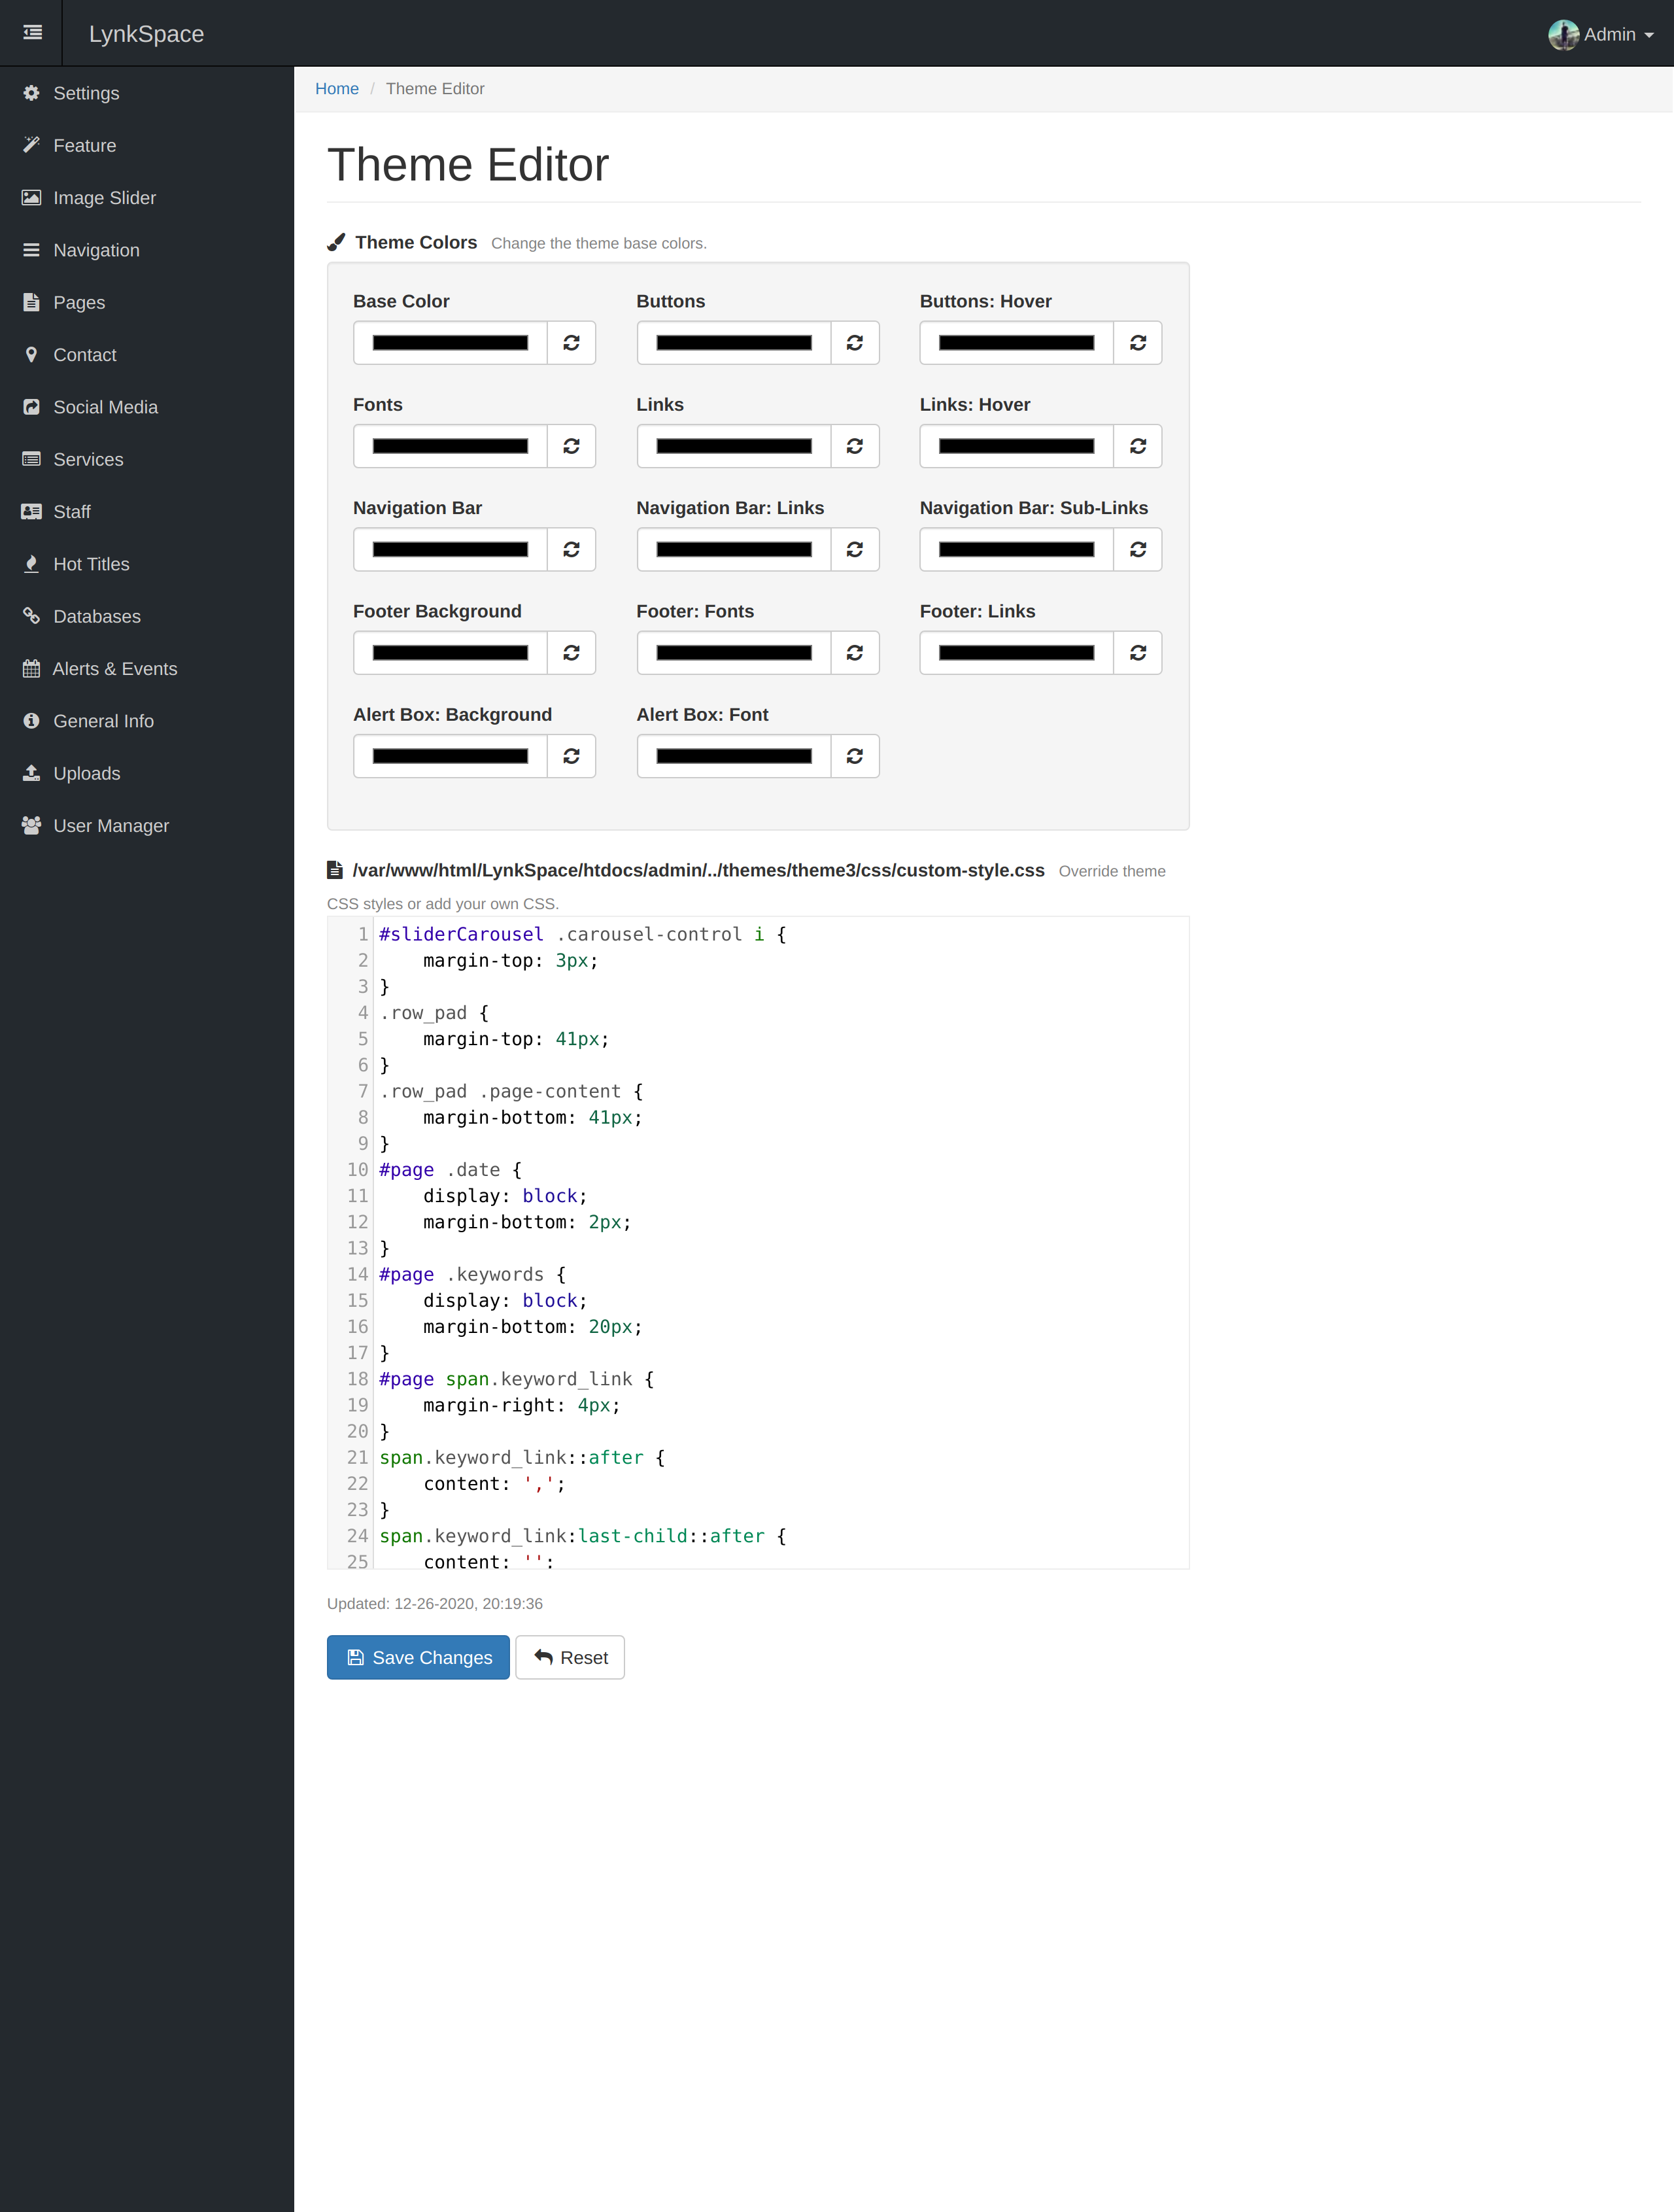 LynkSpace
Admin
Settings
Feature
Image Slider
Navigation
Pages
Contact
Social Media
Services
Staff
Hot Titles
Databases
Alerts & Events
General Info
Uploads
User Manager
Home / Theme Editor
Theme Editor
Theme Colors Change the theme base colors.
Base Color
Buttons
Buttons: Hover
Fonts
Links
Links: Hover
Navigation Bar
Navigation Bar: Links
Navigation Bar: Sub-Links
Footer Background
Footer: Fonts
Footer: Links
Alert Box: Background
Alert Box: Font
/var/www/html/LynkSpace/htdocs/admin/../themes/theme3/css/custom-style.css Override theme
CSS styles or add your own CSS.
1 #sliderCarousel .carousel-control i {
2     margin-top: 3px;
3 }
4 .row_pad {
5     margin-top: 41px;
6 }
7 .row_pad .page-content {
8     margin-bottom: 41px;
9 }
10 #page .date {
11     display: block;
12     margin-bottom: 2px;
13 }
14 #page .keywords {
15     display: block;
16     margin-bottom: 20px;
17 }
18 #page span.keyword_link {
19     margin-right: 4px;
20 }
21 span.keyword_link::after {
22     content: ',';
23 }
24 span.keyword_link:last-child::after {
25     content: '';
Updated: 12-26-2020, 20:19:36
Save Changes
Reset